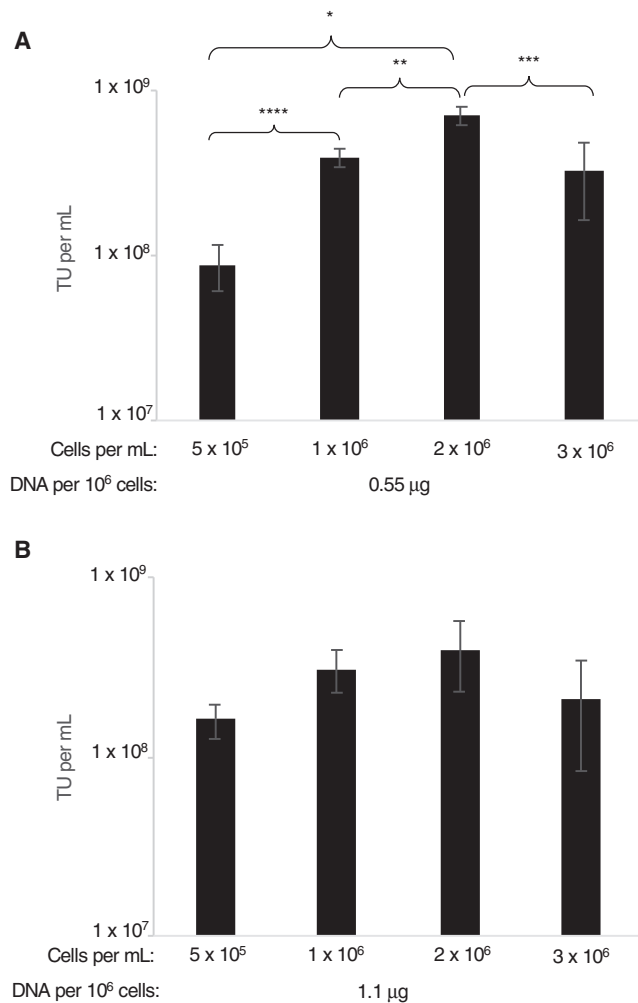 A
*
**
***
****
1 x 10⁹
1 x 10⁸
1 x 10⁷
TU per mL
Cells per mL: 5 x 10⁵ 1 x 10⁶ 2 x 10⁶ 3 x 10⁶
DNA per 10⁶ cells: 0.55 µg
B
1 x 10⁹
1 x 10⁸
1 x 10⁷
TU per mL
Cells per mL: 5 x 10⁵ 1 x 10⁶ 2 x 10⁶ 3 x 10⁶
DNA per 10⁶ cells: 1.1 µg